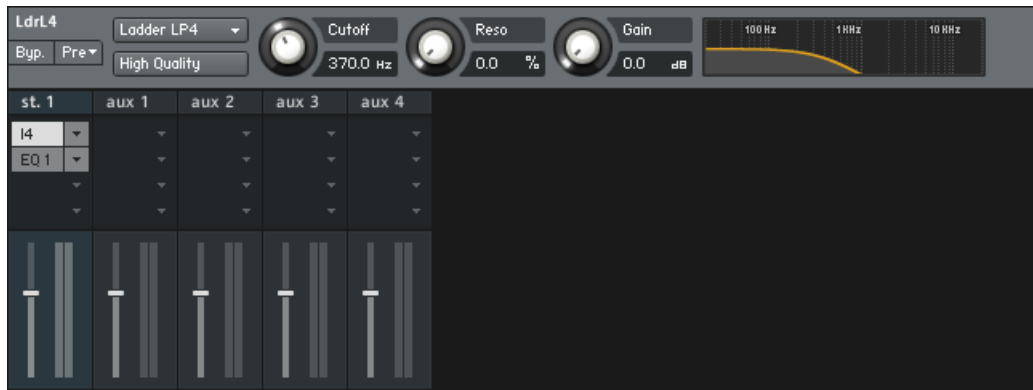 LdrL4 Ladder LP4 Cutoff Reso Gain 100 Hz 1 KHz 10 KHz
Byp. Pre High Quality 370.0 Hz 0.0 % 0.0 dB
st. 1 aux 1 aux 2 aux 3 aux 4
l4
EQ 1